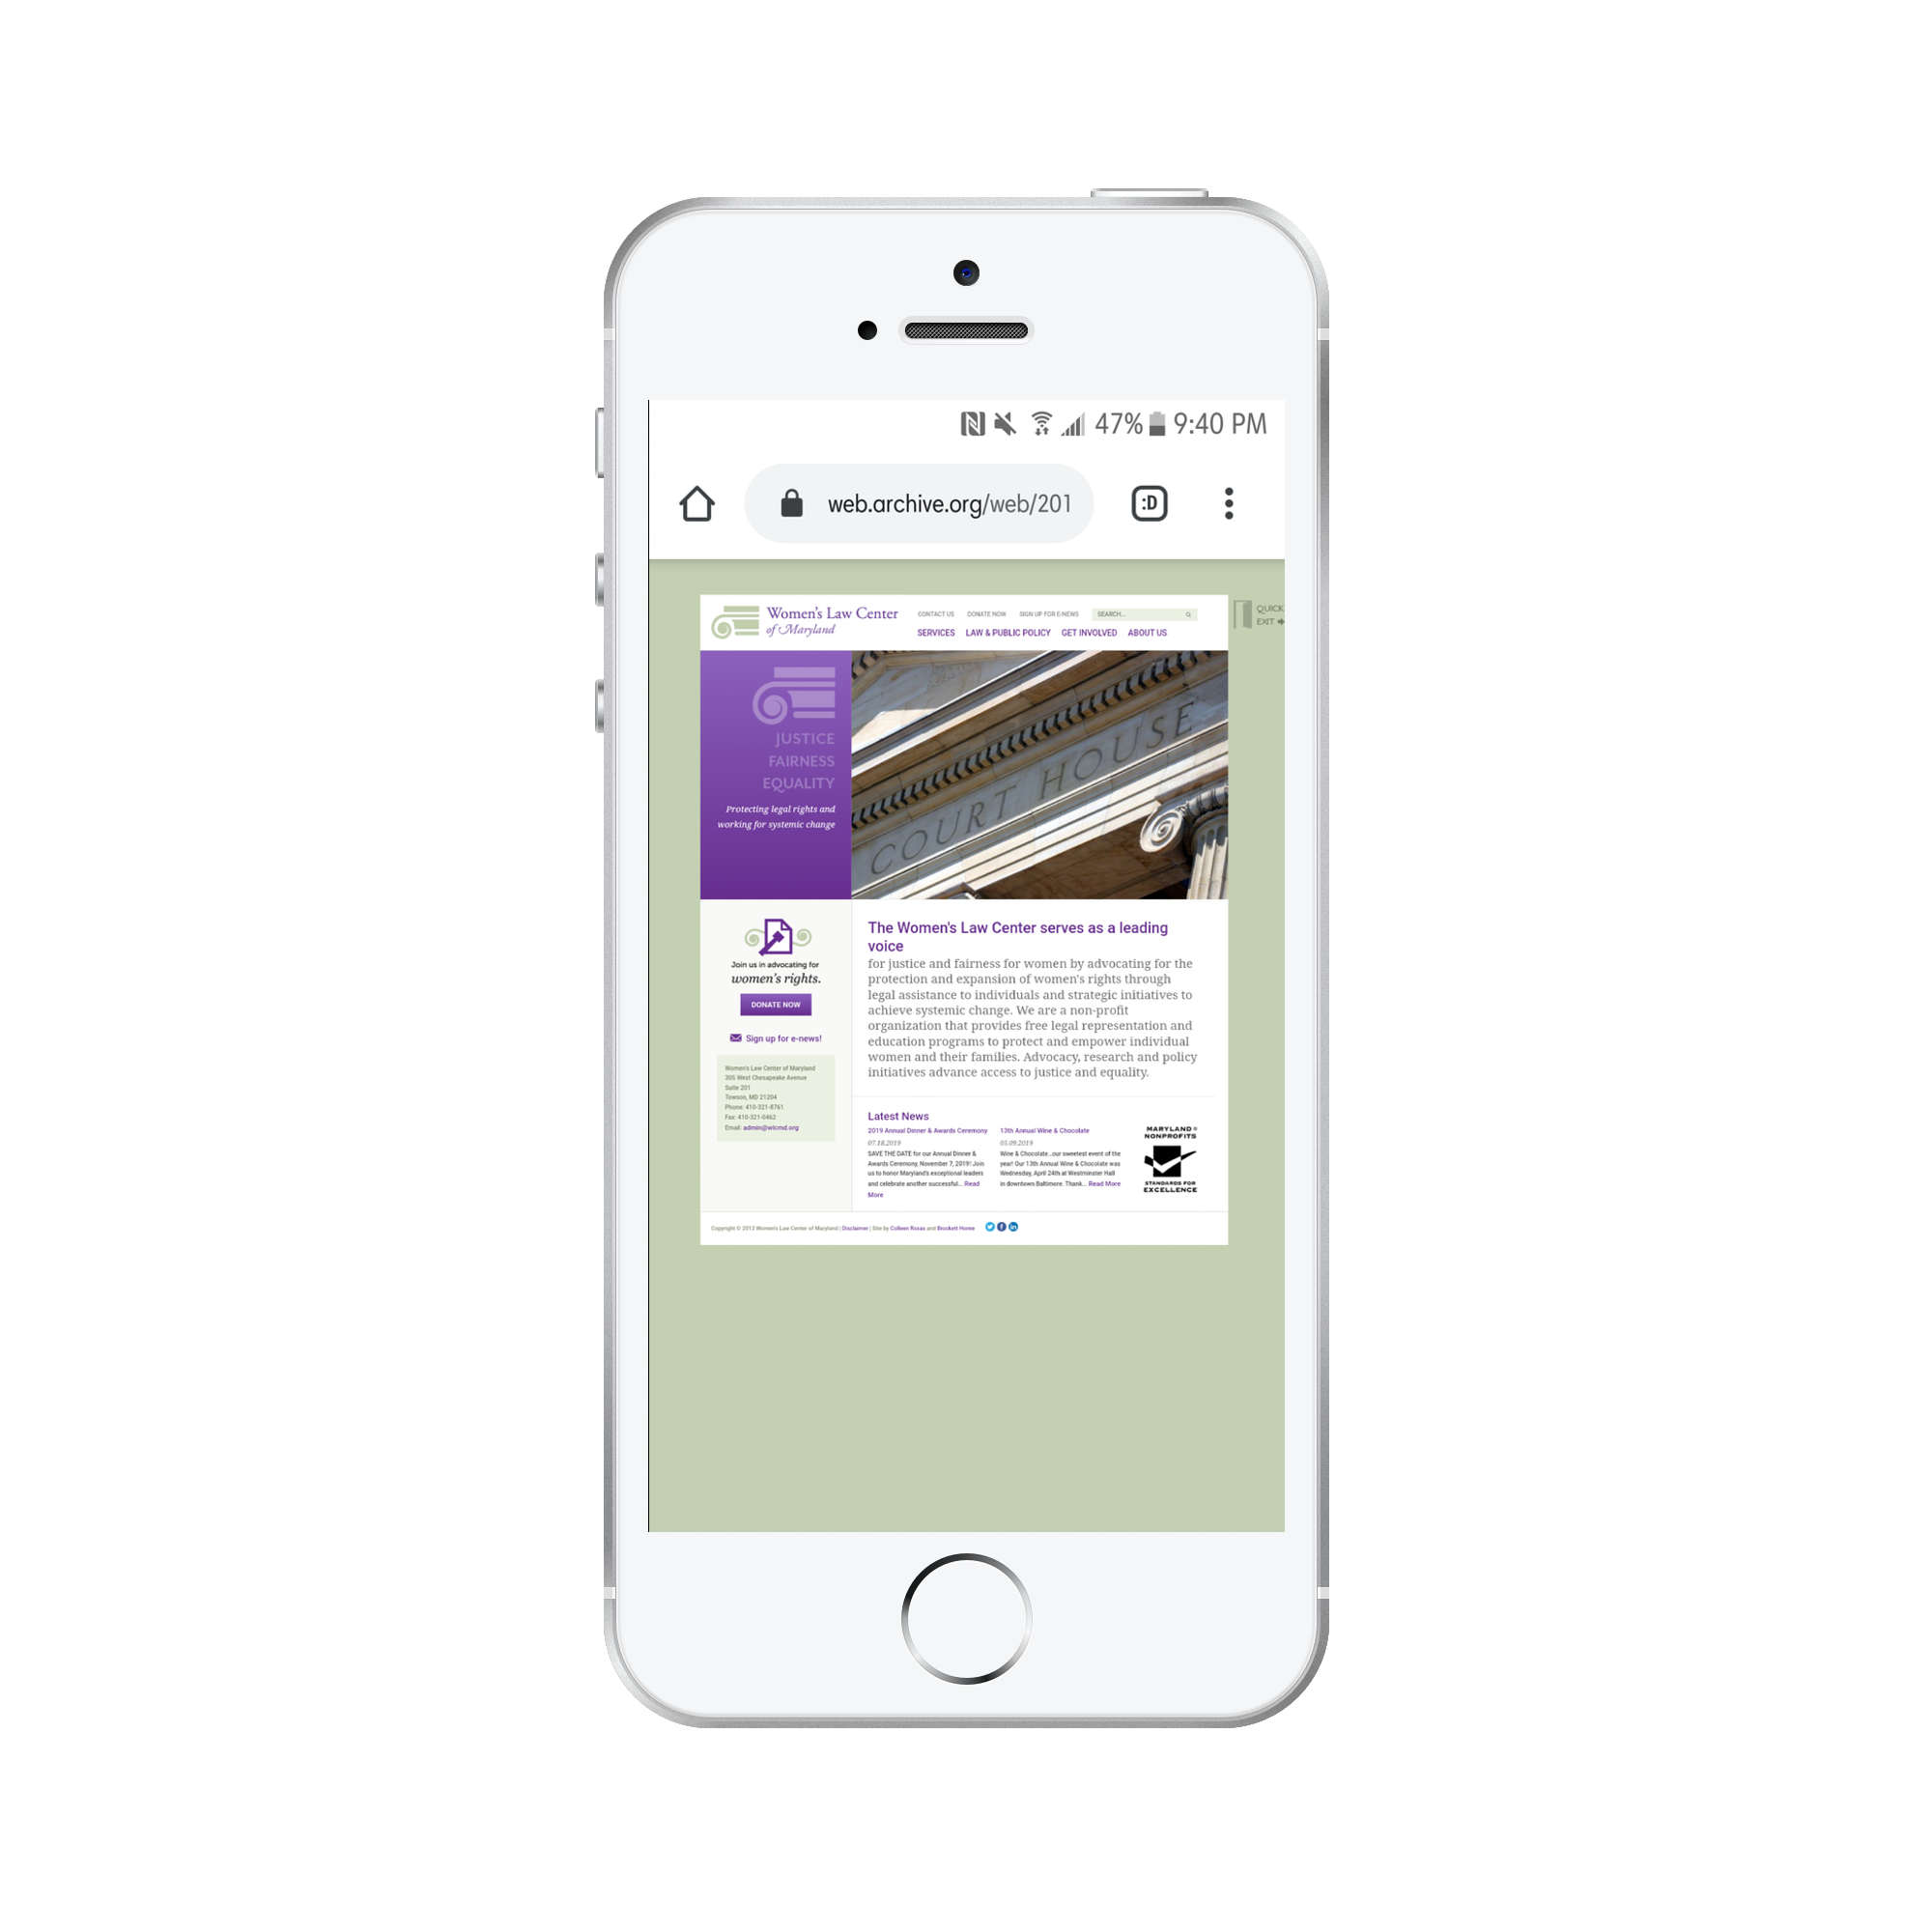 47% 9:40 PM
web.archive.org/web/201
:D
Women's Law Center
of Maryland
CONTACT US DONATE NOW SIGN UP FOR E-NEWS SEARCH...
SERVICES LAW & PUBLIC POLICY GET INVOLVED ABOUT US
QUICK
EXIT
JUSTICE
FAIRNESS
EQUALITY
Protecting legal rights and
working for systemic change
COURT HOUSE
Join us in advocating for
women's rights.
DONATE NOW
Sign up for e-news!
Women's Law Center of Maryland
305 West Chesapeake Avenue
Suite 201
Towson, MD 21204
Phone: 410-321-8761
Fax: 410-321-0462
Email: admin@wlcmd.org
The Women's Law Center serves as a leading
voice
for justice and fairness for women by advocating for the
protection and expansion of women's rights through
legal assistance to individuals and strategic initiatives to
achieve systemic change. We are a non-profit
organization that provides free legal representation and
education programs to protect and empower individual
women and their families. Advocacy, research and policy
initiatives advance access to justice and equality.
Latest News
2019 Annual Dinner & Awards Ceremony
07.18.2019
SAVE THE DATE for our Annual Dinner &
Awards Ceremony, November 7, 2019! Join
us to honor Maryland's exceptional leaders
and celebrate another successful... Read
More
13th Annual Wine & Chocolate
05.09.2019
Wine & Chocolate...our sweetest event of the
year! Our 13th Annual Wine & Chocolate was
Wednesday, April 24th at Westminster Hall
in downtown Baltimore. Thank... Read More
MARYLAND
NONPROFITS
STANDARDS FOR
EXCELLENCE
Copyright © 2013 Women's Law Center of Maryland | Disclaimer | Site by Colleen Roxas and Brockett Horne